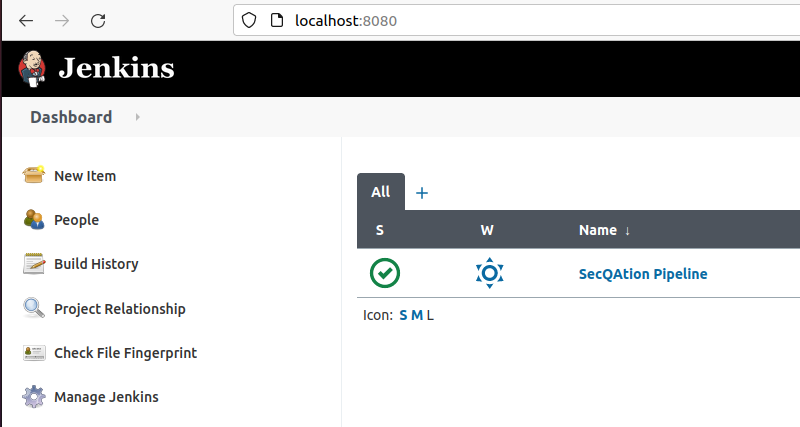 localhost:8080
Jenkins
Dashboard
New Item
People
Build History
Project Relationship
Check File Fingerprint
Manage Jenkins
All +
S W Name ↓
SecQAtion Pipeline
Icon: S M L